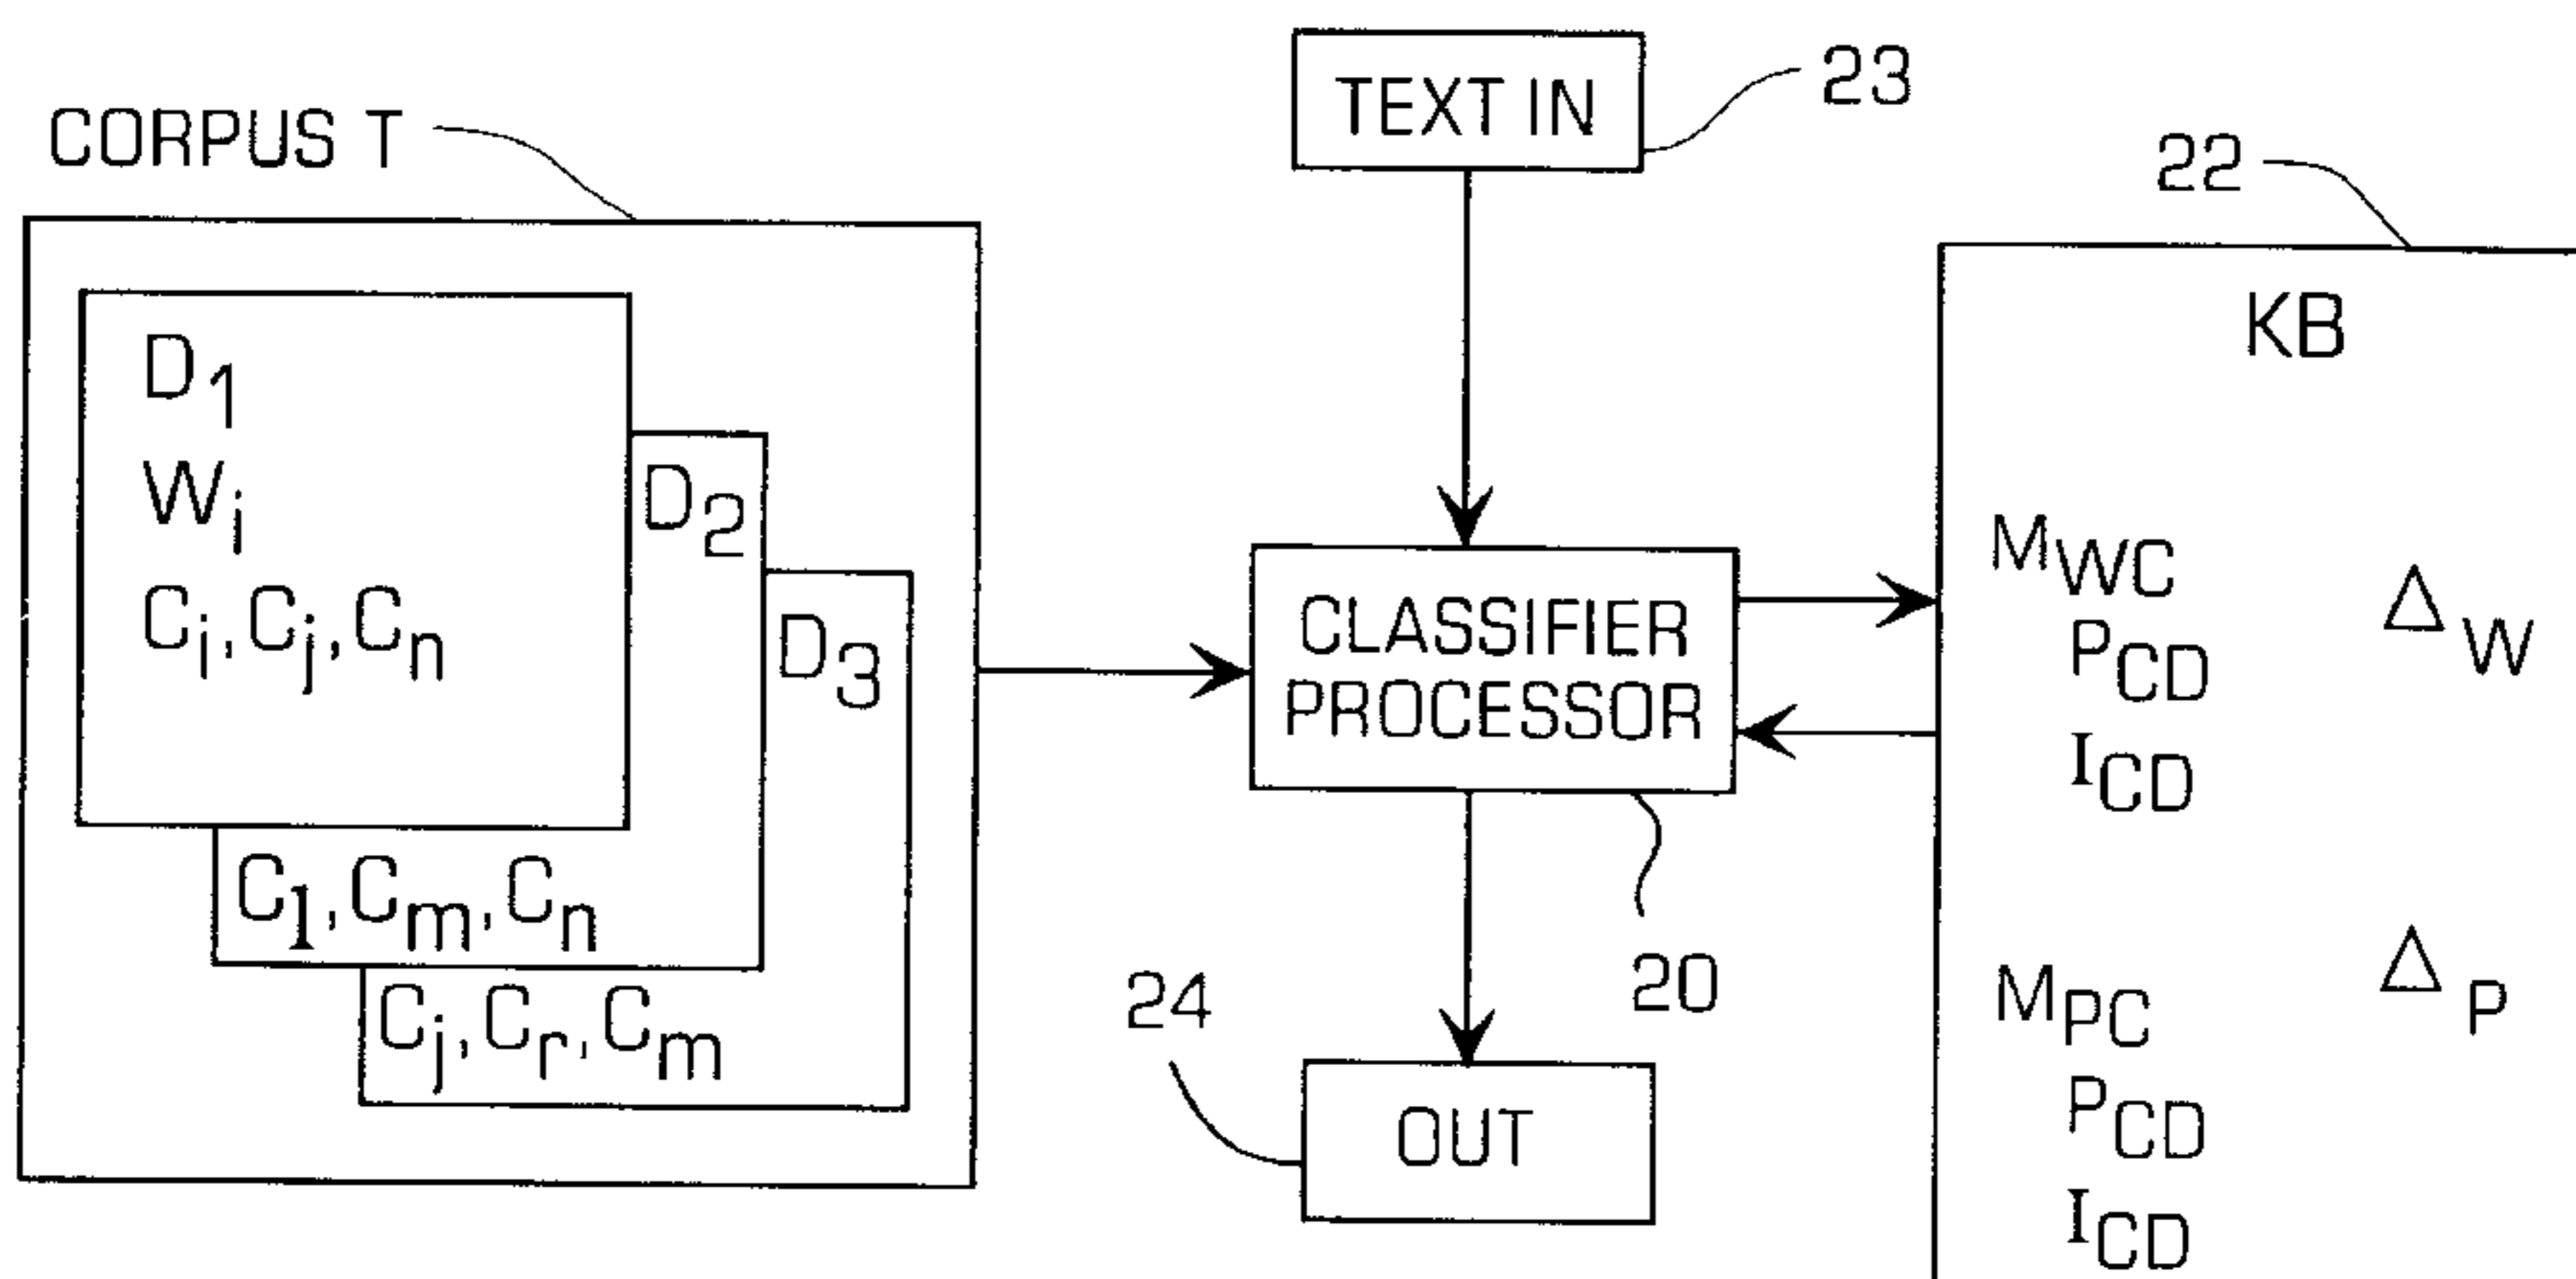 CORPUS T
D1
Wi
Ci, Cj, Cn
D2
D3
Cl, Cm, Cn
Cj, Cr, Cm
TEXT IN
23
CLASSIFIER
PROCESSOR
20
24
OUT
22
KB
MWC
ΔW
PCD
ICD
MPC
ΔP
PCD
ICD